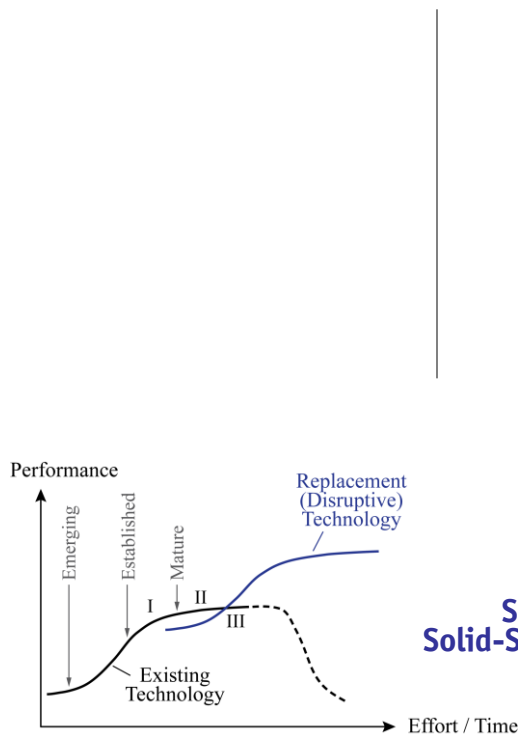 Performance
Replacement
(Disruptive)
Technology
Emerging
Established
Mature
I
II
III
Existing
Technology
Effort / Time